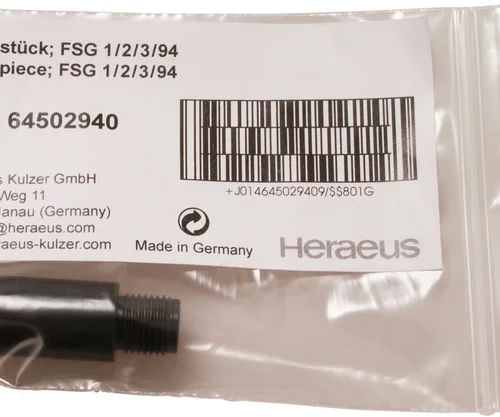 stück; FSG 1/2/3/94
piece; FSG 1/2/3/94
64502940
+J014645029409/$$801G
s Kulzer GmbH
Weg 11
Hanau (Germany)
@heraeus.com
raeus-kulzer.com
Made in Germany
Heraeus